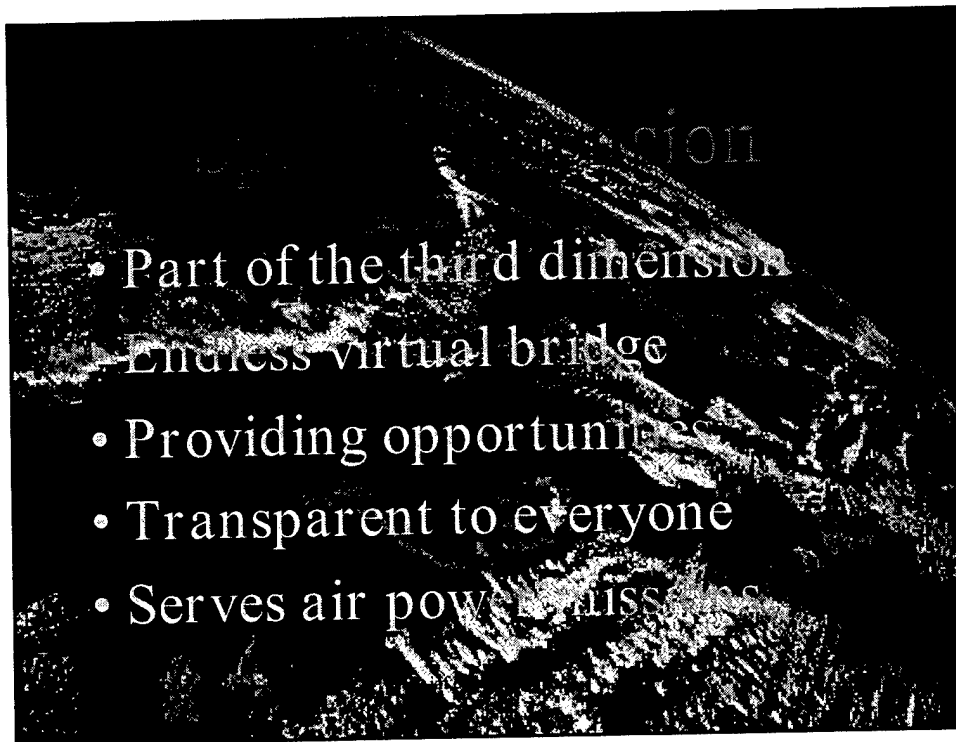 • Part of the third dimension
• Endless virtual bridge
• Providing opportunities
• Transparent to everyone
• Serves air power missions